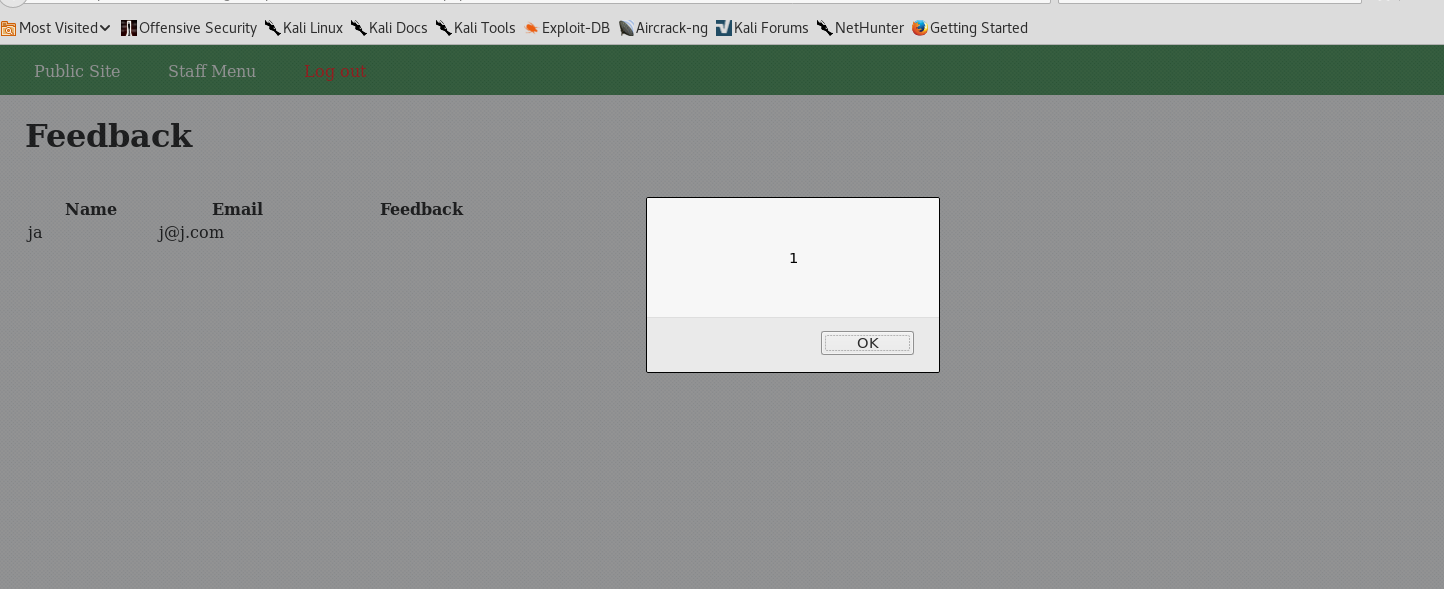 Most Visited Offensive Security Kali Linux Kali Docs Kali Tools Exploit-DB Aircrack-ng Kali Forums NetHunter Getting Started
Public Site Staff Menu Log out
Feedback
Name Email Feedback
ja j@j.com
1
OK